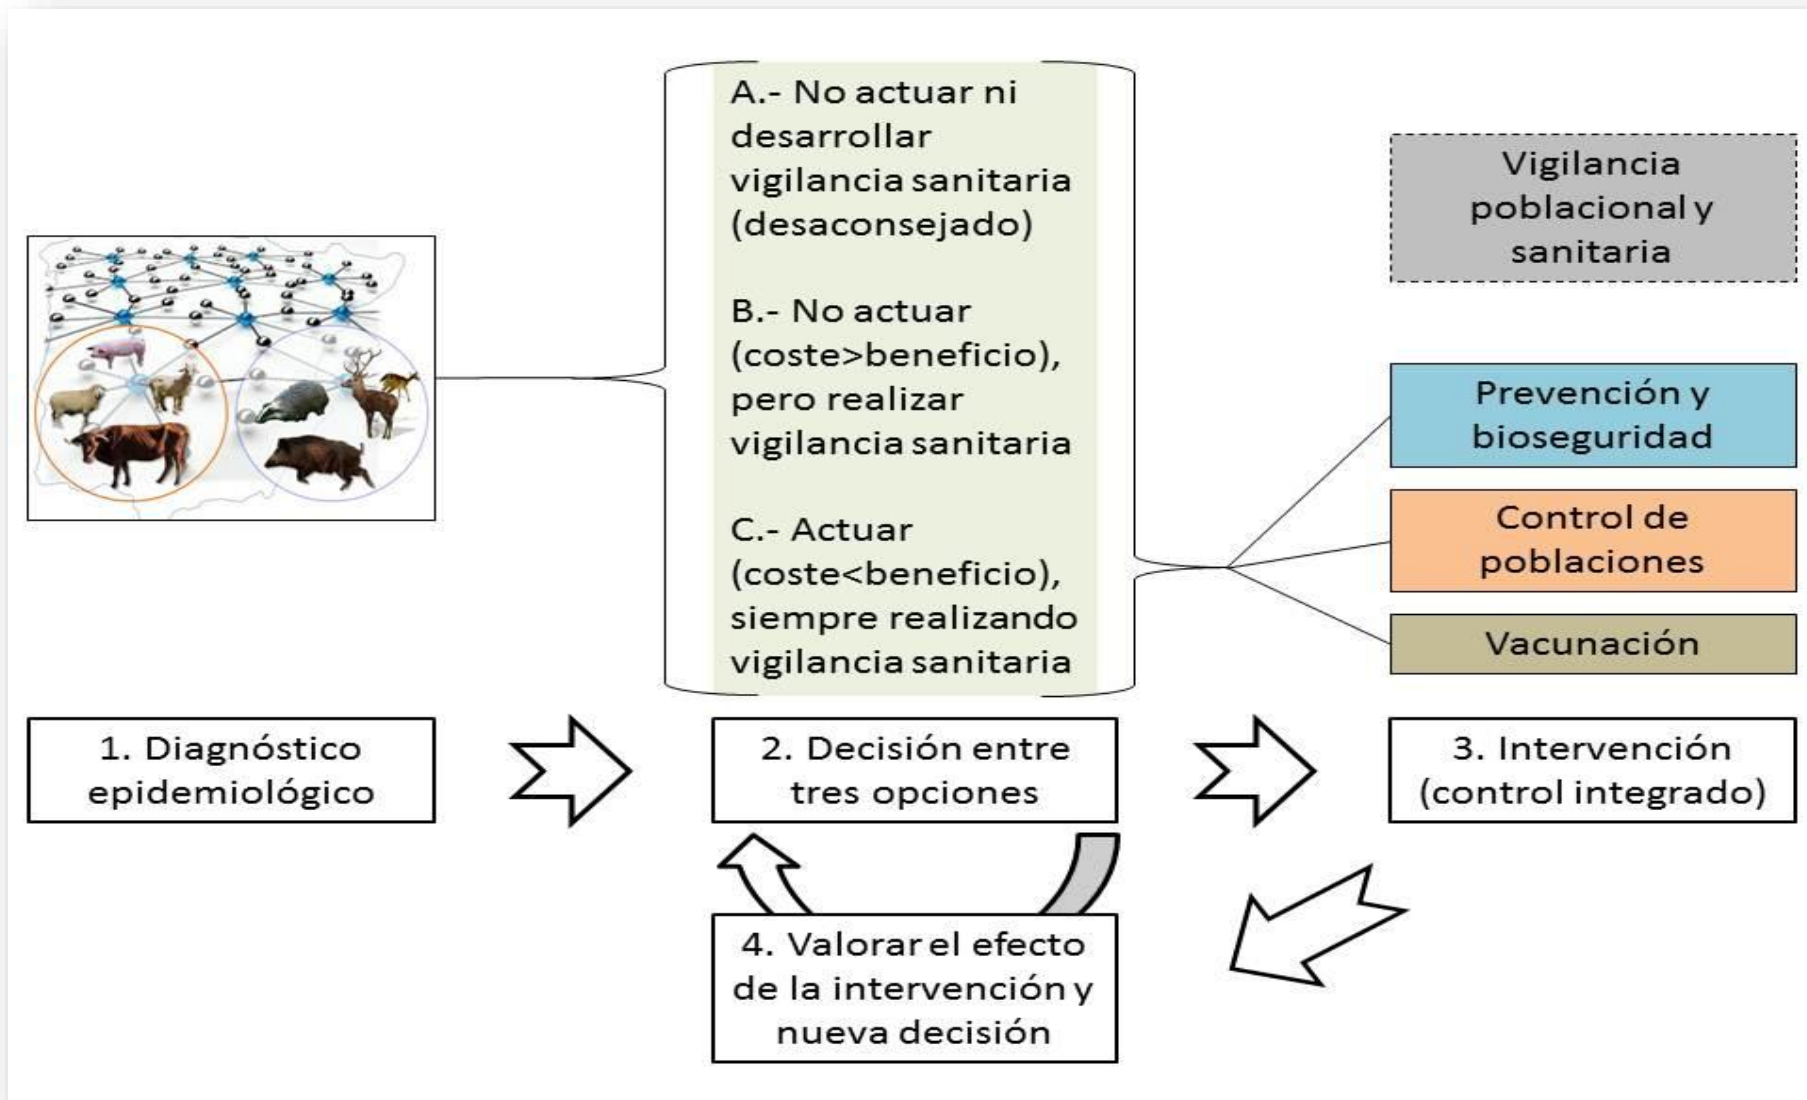 A.- No actuar ni
desarrollar
vigilancia sanitaria
(desaconsejado)
B.- No actuar
(coste>beneficio),
pero realizar
vigilancia sanitaria
C.- Actuar
(coste<beneficio),
siempre realizando
vigilancia sanitaria
Vigilancia
poblacional y
sanitaria
Prevención y
bioseguridad
Control de
poblaciones
Vacunación
1. Diagnóstico
epidemiológico
2. Decisión entre
tres opciones
3. Intervención
(control integrado)
4. Valorar el efecto
de la intervención y
nueva decisión